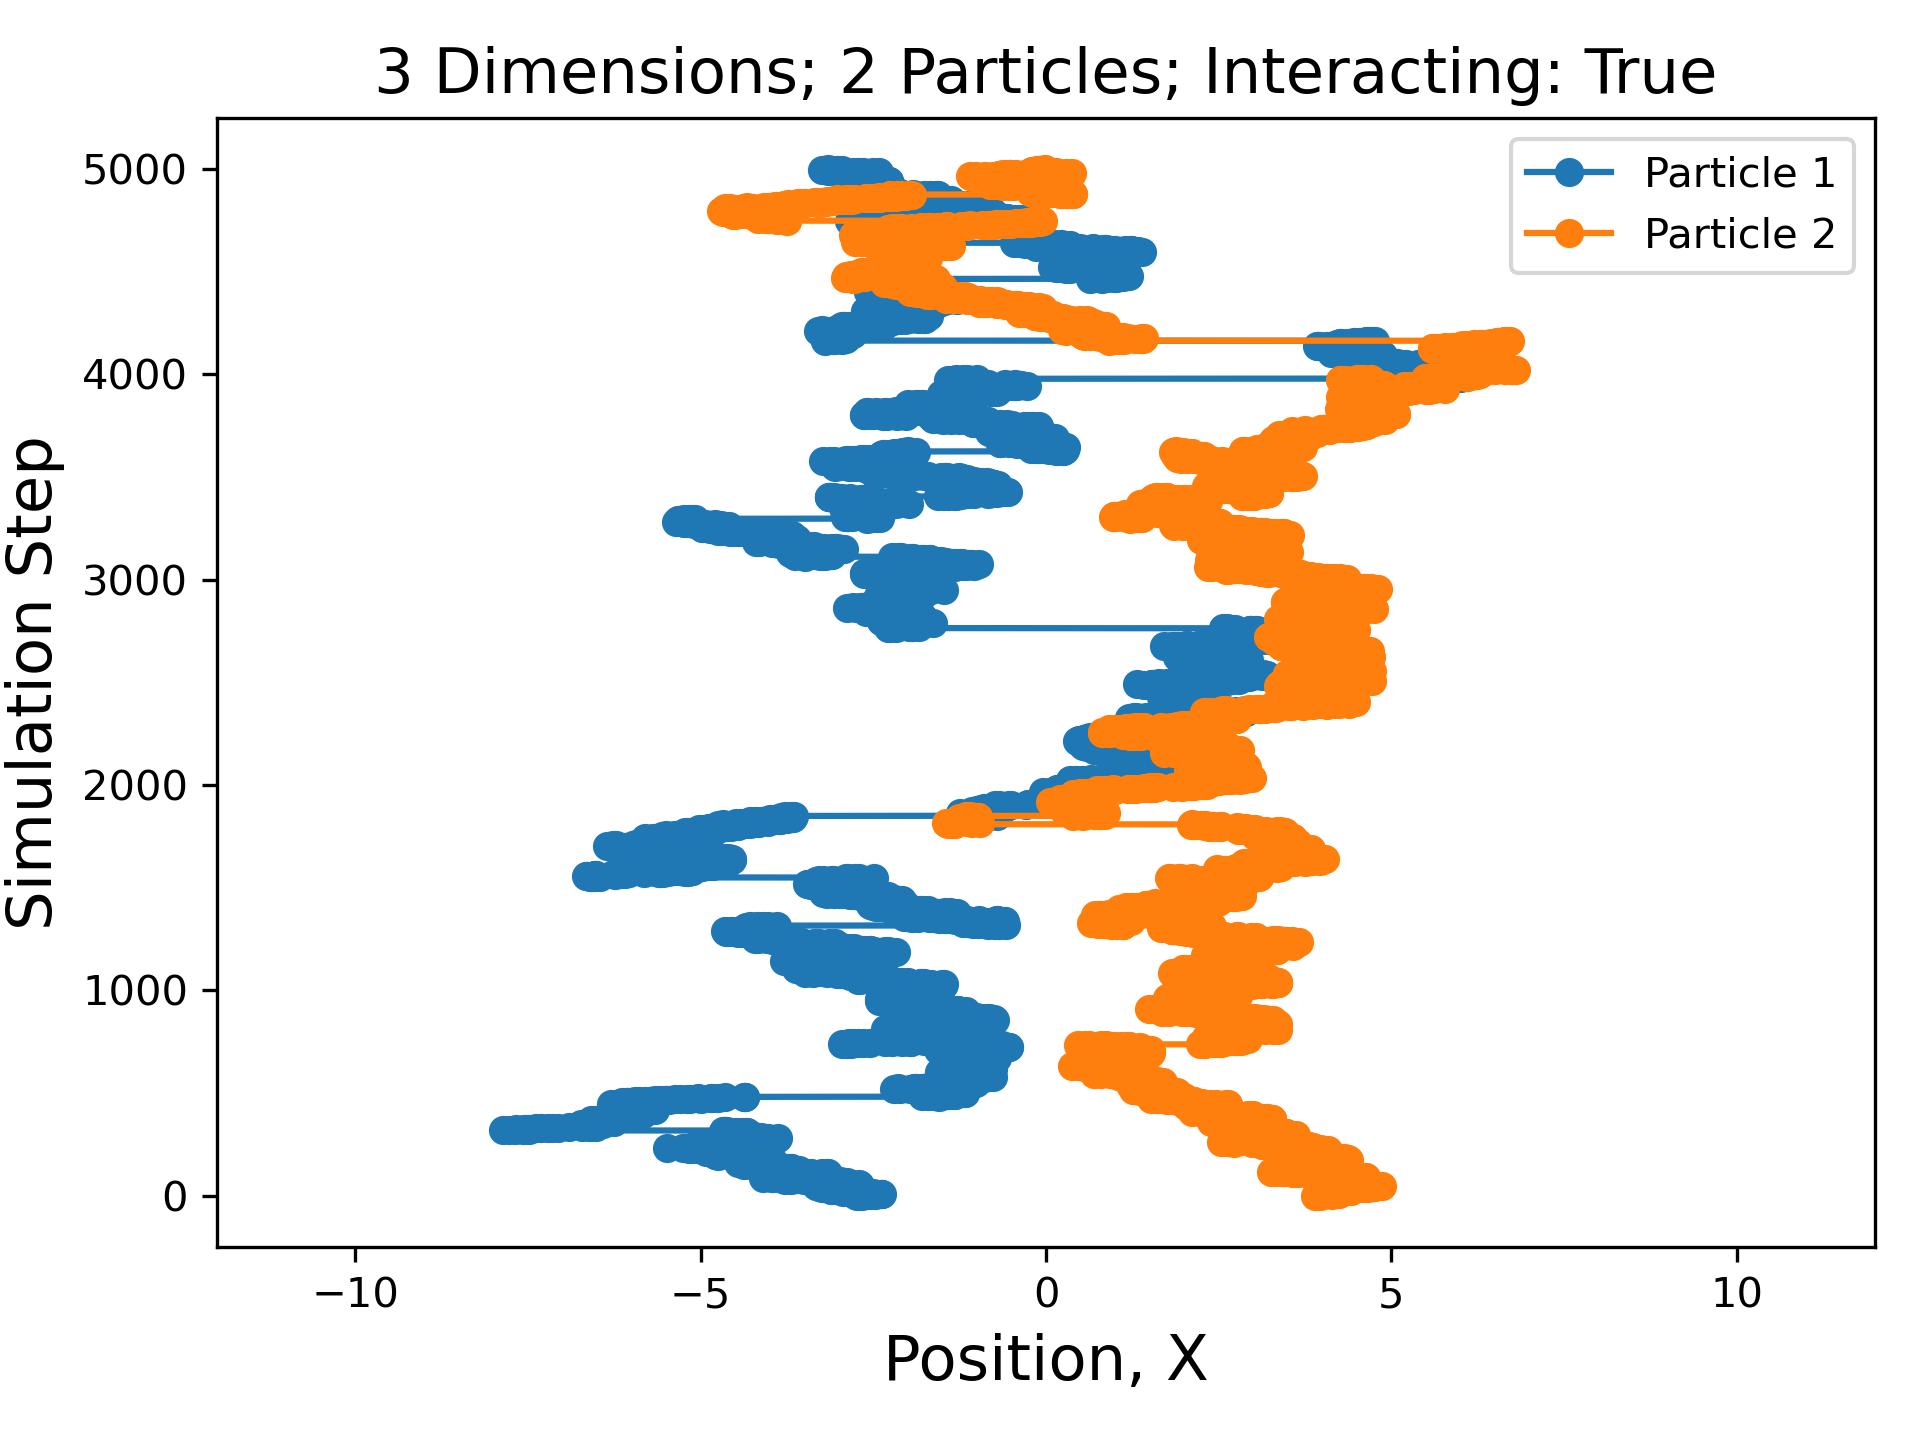 3 Dimensions; 2 Particles; Interacting: True
Particle 1
Particle 2
Simulation Step
5000
4000
3000
2000
1000
0
−10
−5
0
5
10
Position, X